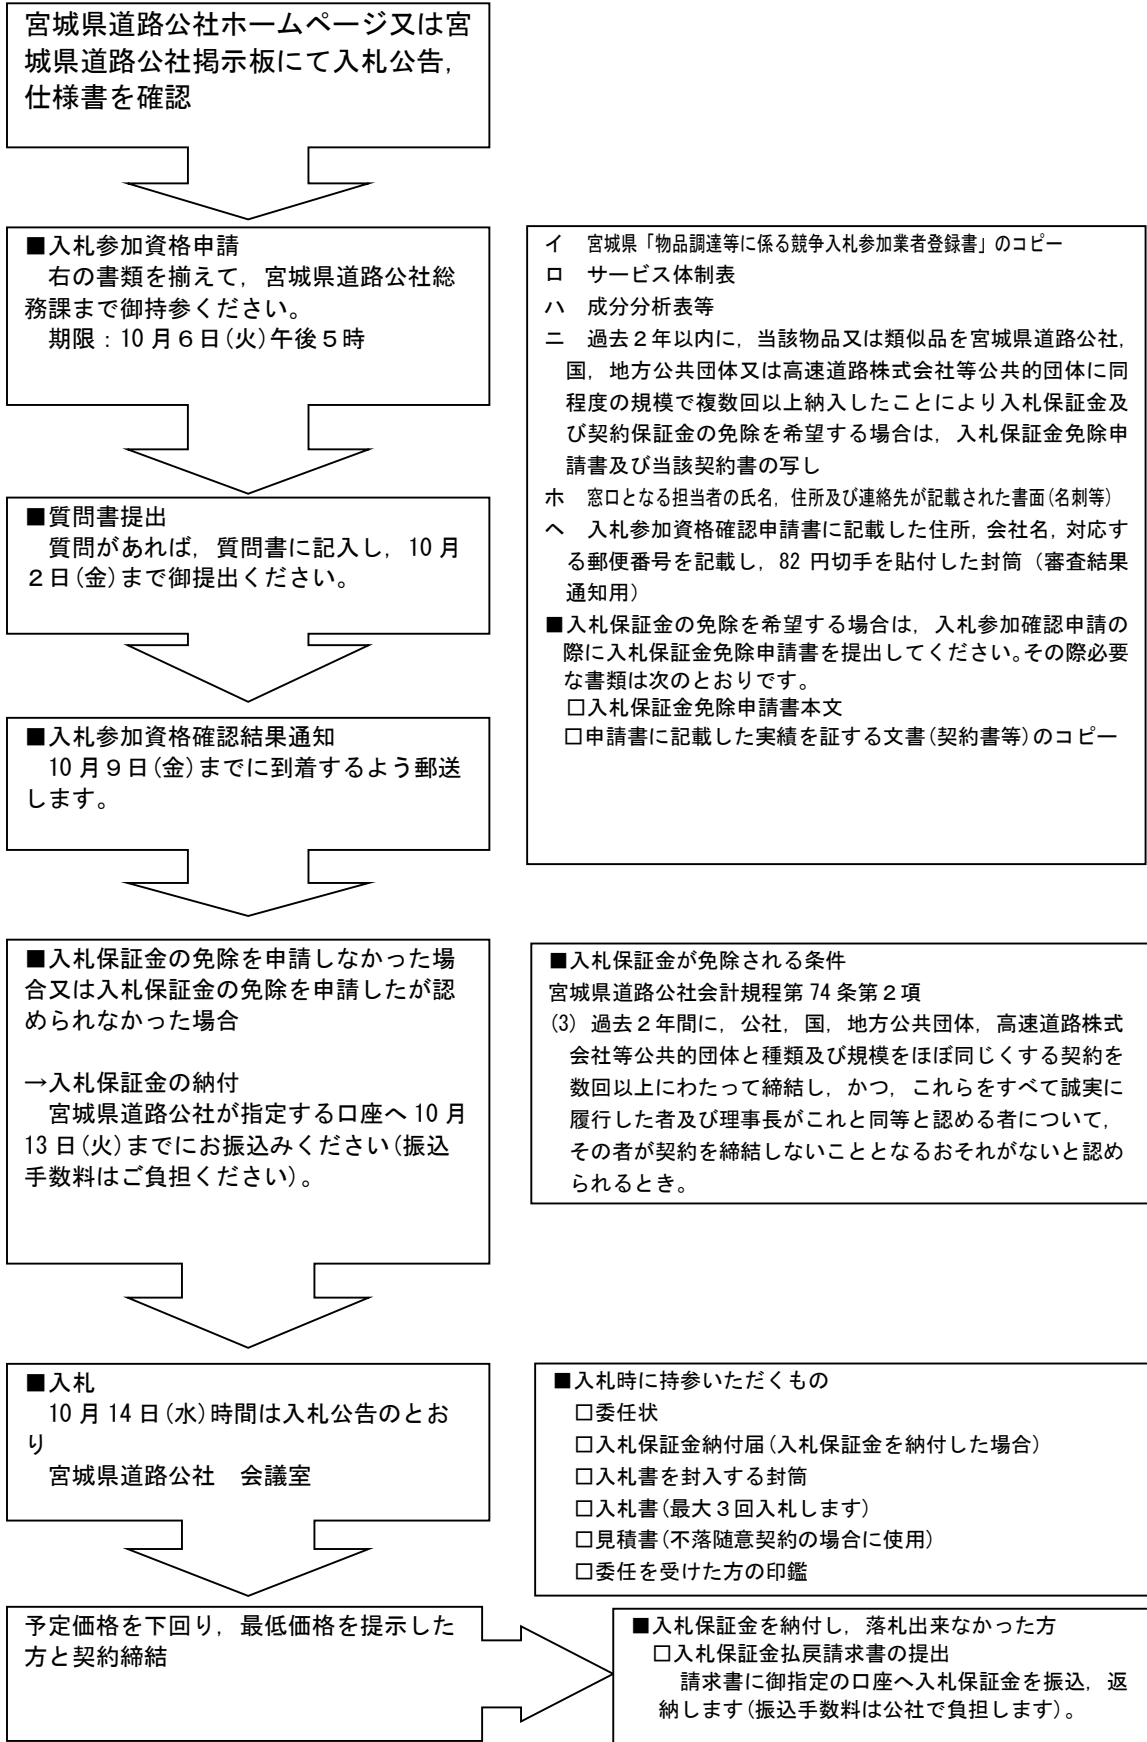 宮城県道路公社ホームページ又は宮
城県道路公社掲示板にて入札公告，
仕様書を確認
■入札参加資格申請
右の書類を揃えて，宮城県道路公社総
務課まで御持参ください。
期限：10月６日(火)午後５時
イ　宮城県「物品調達等に係る競争入札参加業者登録書」のコピー
ロ　サービス体制表
ハ　成分分析表等
ニ　過去２年以内に，当該物品又は類似品を宮城県道路公社，
国，地方公共団体又は高速道路株式会社等公共的団体に同
程度の規模で複数回以上納入したことにより入札保証金及
び契約保証金の免除を希望する場合は，入札保証金免除申
請書及び当該契約書の写し
ホ　窓口となる担当者の氏名，住所及び連絡先が記載された書面(名刺等)
ヘ　入札参加資格確認申請書に記載した住所，会社名，対応す
る郵便番号を記載し，82円切手を貼付した封筒（審査結果
通知用）
■入札保証金の免除を希望する場合は，入札参加確認申請の
際に入札保証金免除申請書を提出してください。その際必要
な書類は次のとおりです。
□入札保証金免除申請書本文
□申請書に記載した実績を証する文書(契約書等)のコピー
■質問書提出
質問があれば，質問書に記入し，10月
２日(金)まで御提出ください。
■入札参加資格確認結果通知
10月９日(金)までに到着するよう郵送
します。
■入札保証金の免除を申請しなかった場
合又は入札保証金の免除を申請したが認
められなかった場合
→入札保証金の納付
宮城県道路公社が指定する口座へ10月
13日(火)までにお振込みください(振込
手数料はご負担ください)。
■入札保証金が免除される条件
宮城県道路公社会計規程第74条第２項
(3) 過去２年間に，公社，国，地方公共団体，高速道路株式
会社等公共的団体と種類及び規模をほぼ同じくする契約を
数回以上にわたって締結し，かつ，これらをすべて誠実に
履行した者及び理事長がこれと同等と認める者について，
その者が契約を締結しないこととなるおそれがないと認め
られるとき。
■入札
10月14日(水)時間は入札公告のとお
り
宮城県道路公社　会議室
■入札時に持参いただくもの
□委任状
□入札保証金納付届(入札保証金を納付した場合)
□入札書を封入する封筒
□入札書(最大３回入札します)
□見積書(不落随意契約の場合に使用)
□委任を受けた方の印鑑
予定価格を下回り，最低価格を提示した
方と契約締結
■入札保証金を納付し，落札出来なかった方
□入札保証金払戻請求書の提出
請求書に御指定の口座へ入札保証金を振込，返
納します(振込手数料は公社で負担します)。